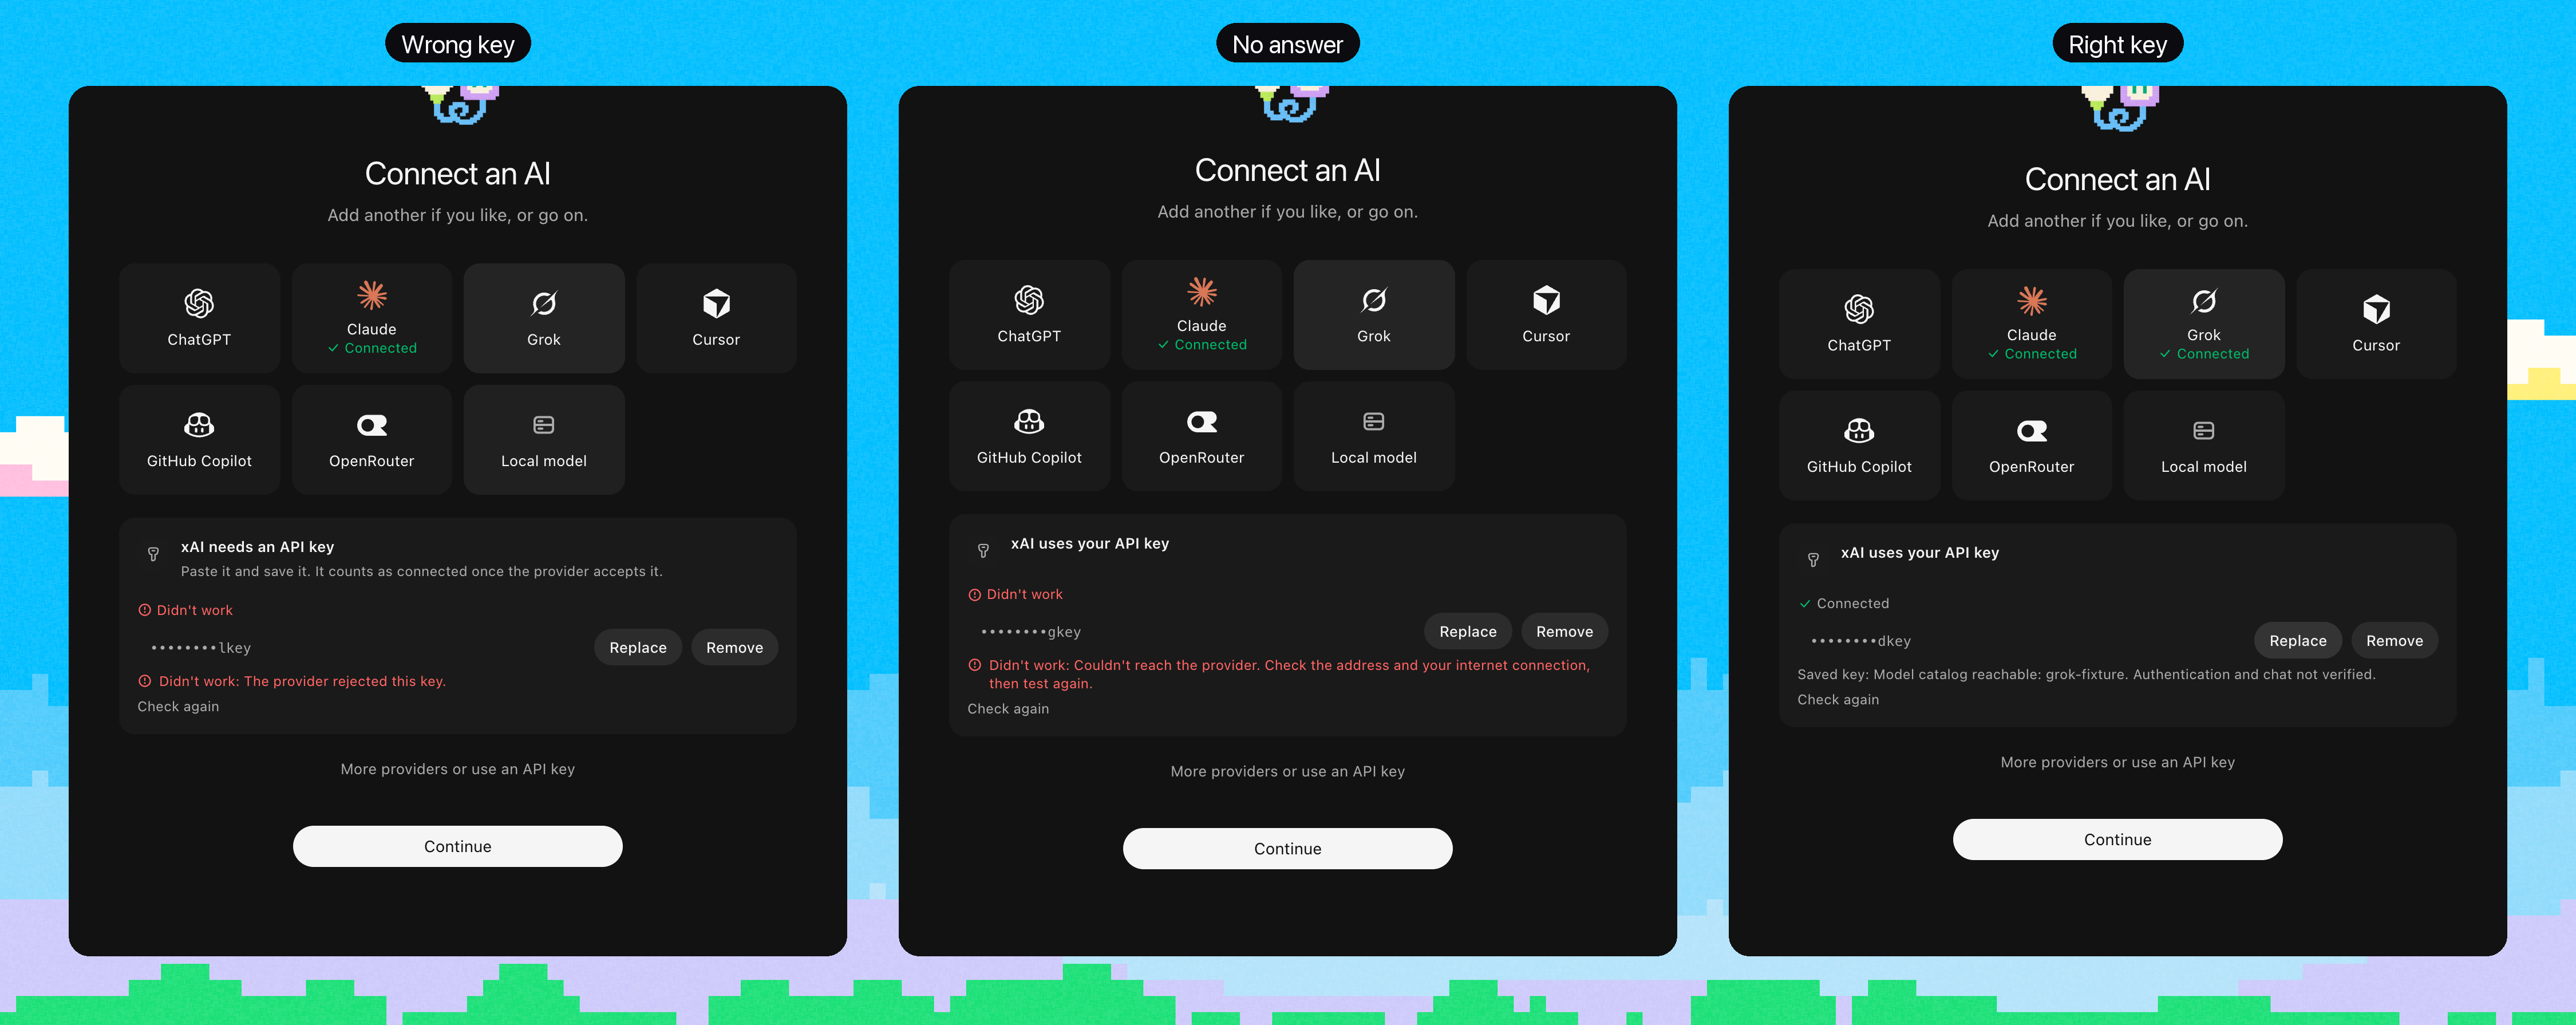 Wrong key
Connect an AI
Add another if you like, or go on.
ChatGPT
Claude
Connected
Grok
Cursor
GitHub Copilot
OpenRouter
Local model
xAI needs an API key
Paste it and save it. It counts as connected once the provider accepts it.
Didn't work
••••••••lkey
Replace
Remove
Didn't work: The provider rejected this key.
Check again
More providers or use an API key
Continue
No answer
Connect an AI
Add another if you like, or go on.
ChatGPT
Claude
Connected
Grok
Cursor
GitHub Copilot
OpenRouter
Local model
xAI uses your API key
Didn't work
••••••••gkey
Replace
Remove
Didn't work: Couldn't reach the provider. Check the address and your internet connection,
then test again.
Check again
More providers or use an API key
Continue
Right key
Connect an AI
Add another if you like, or go on.
ChatGPT
Claude
Connected
Grok
Connected
Cursor
GitHub Copilot
OpenRouter
Local model
xAI uses your API key
Connected
••••••••dkey
Replace
Remove
Saved key: Model catalog reachable: grok-fixture. Authentication and chat not verified.
Check again
More providers or use an API key
Continue